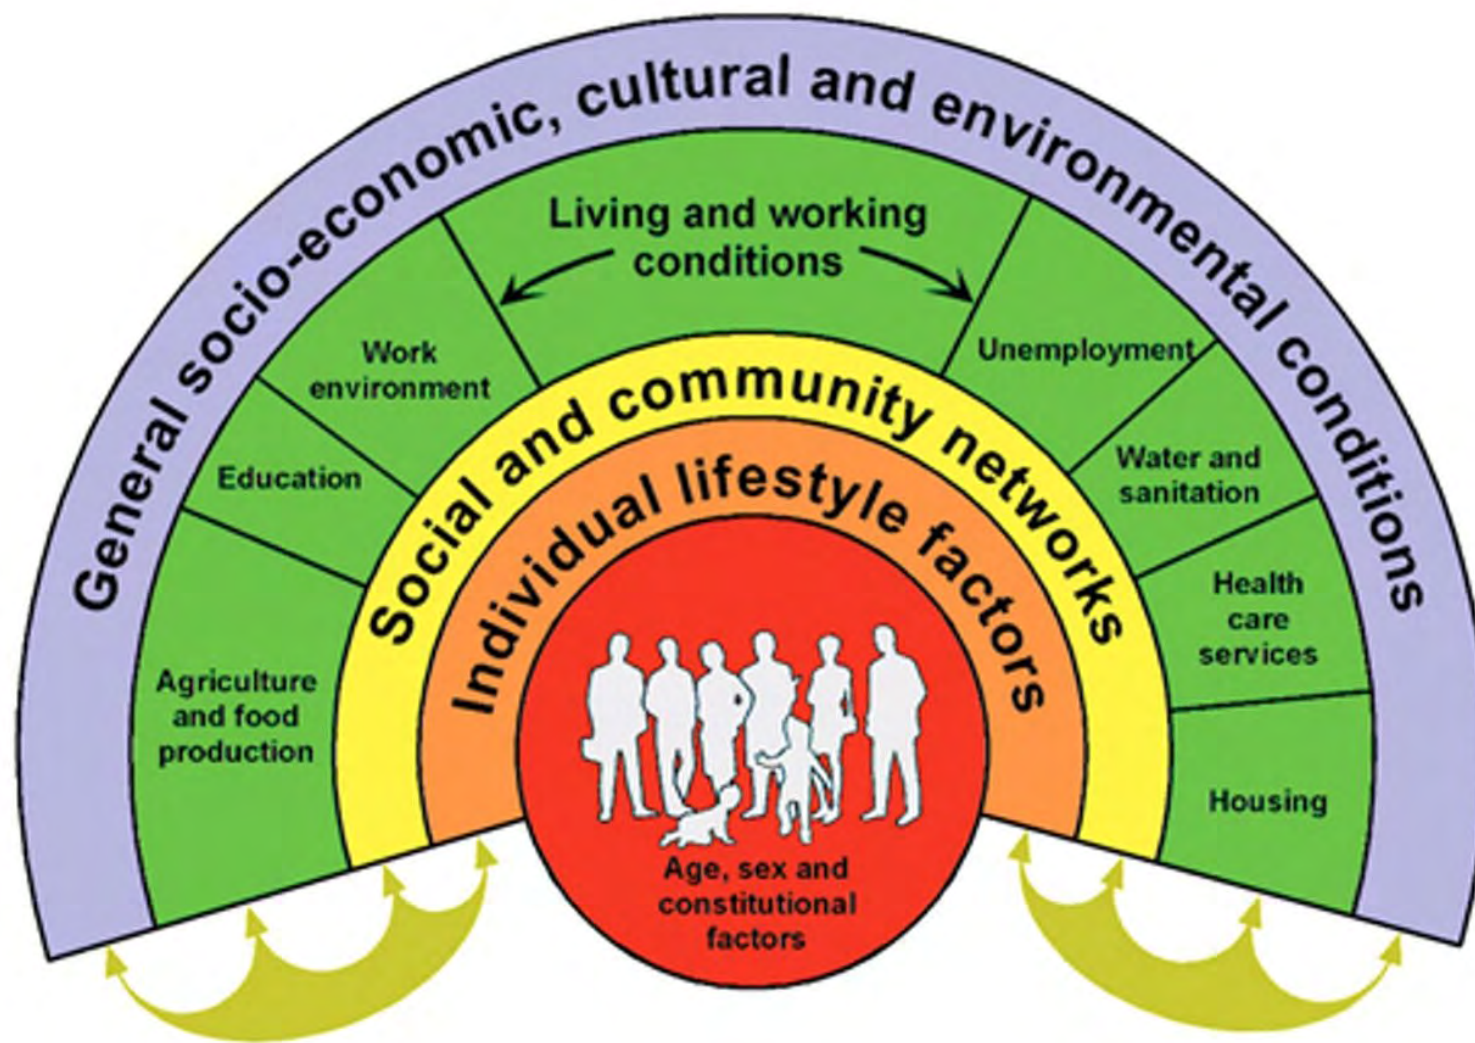 General socio-economic, cultural and environmental conditions
Living and working
conditions
Work
environment
Unemployment
Education
Water and
sanitation
Agriculture
and food
production
Health
care
services
Housing
Social and community networks
Individual lifestyle factors
Age, sex and
constitutional
factors